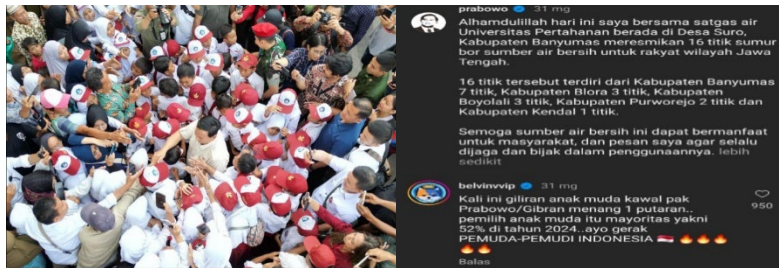 prabowo 31 mg
Alhamdulillah hari ini saya bersama satgas air
Universitas Pertahanan berada di Desa Suro,
Kabupaten Banyumas meresmikan 16 titik sumur
bor sumber air bersih untuk rakyat wilayah Jawa
Tengah.
16 titik tersebut terdiri dari Kabupaten Banyumas
7 titik, Kabupaten Blora 3 titik, Kabupaten
Boyolali 3 titik, Kabupaten Purworejo 2 titik dan
Kabupaten Kendal 1 titik.
Semoga sumber air bersih ini dapat bermanfaat
untuk masyarakat, dan pesan saya agar selalu
dijaga dan bijak dalam penggunaannya. lebih
sedikit
belvinvvip 31 mg
Kali ini giliran anak muda kawal pak
Prabowo/Gibran menang 1 putaran..
pemilih anak muda itu mayoritas yakni
52% di tahun 2024..ayo gerak
PEMUDA-PEMUDI INDONESIA 🇮🇩 🔥🔥🔥
🔥🔥
950
Balas